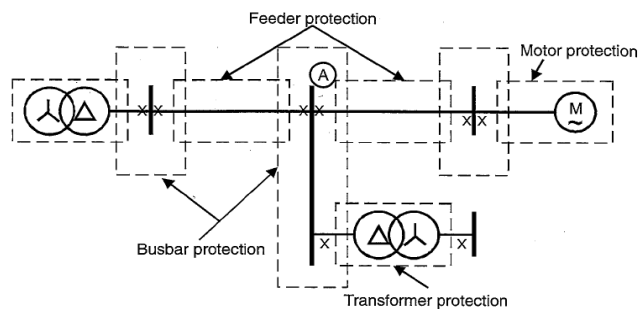 Feeder protection
Motor protection
A
M
~
x x
x x
x x
x
x
Busbar protection
Transformer protection